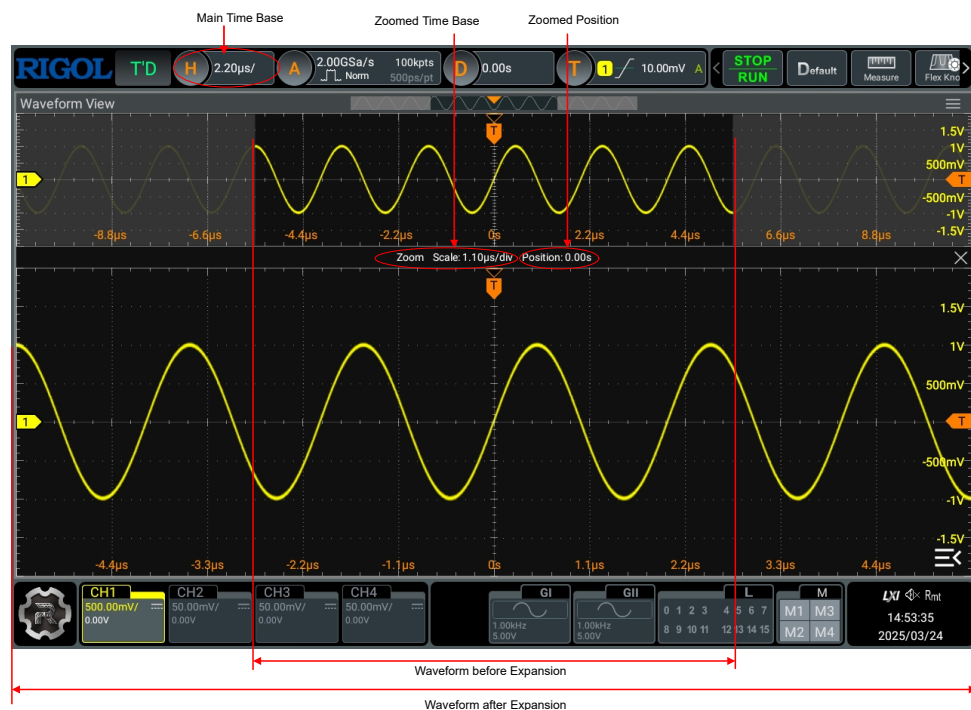 Main Time Base
Zoomed Time Base
Zoomed Position
RIGOL T'D H 2.20µs/ A 2.00GSa/s 100kpts D 0.00s T 1 10.00mV A < STOP Default Measure Flex Kno >
Norm 500ps/pt RUN
Waveform View
T
1.5V
1V
500mV
1 T
-500mV
-1V
-8.8µs -6.6µs -4.4µs -2.2µs 0s 2.2µs 4.4µs 6.6µs 8.8µs -1.5V
Zoom Scale:1.10µs/div Position:0.00s
T
1.5V
1V
500mV
1 T
-500mV
-1V
-1.5V
-4.4µs -3.3µs -2.2µs -1.1µs 0s 1.1µs 2.2µs 3.3µs 4.4µs
CH1 CH2 CH3 CH4 GI GII L M
500.00mV/ 50.00mV/ 50.00mV/ 50.00mV/
0.00V 0.00V 0.00V 0.00V
1.00kHz 1.00kHz
5.00V 5.00V
0 1 2 3 4 5 6 7 M1 M3
8 9 10 11 12 13 14 15 M2 M4
LXI Rmt
14:53:35
2025/03/24
Waveform before Expansion
Waveform after Expansion